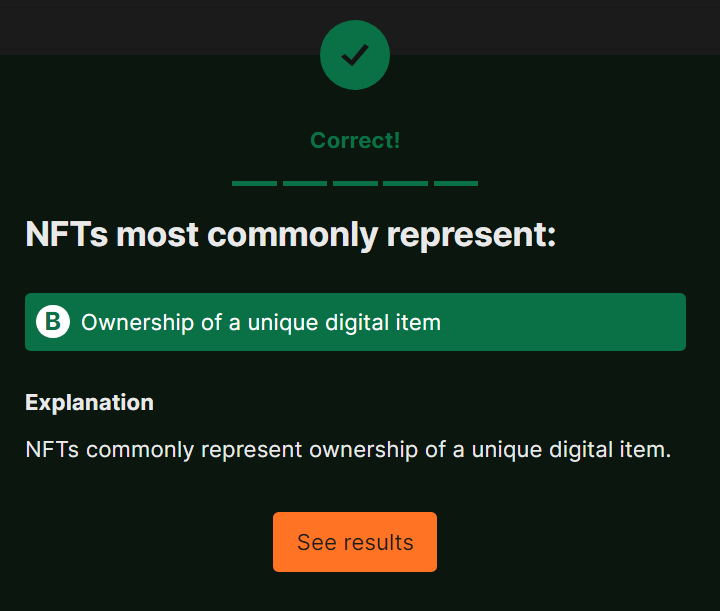 Correct!
NFTs most commonly represent:
B Ownership of a unique digital item
Explanation
NFTs commonly represent ownership of a unique digital item.
See results